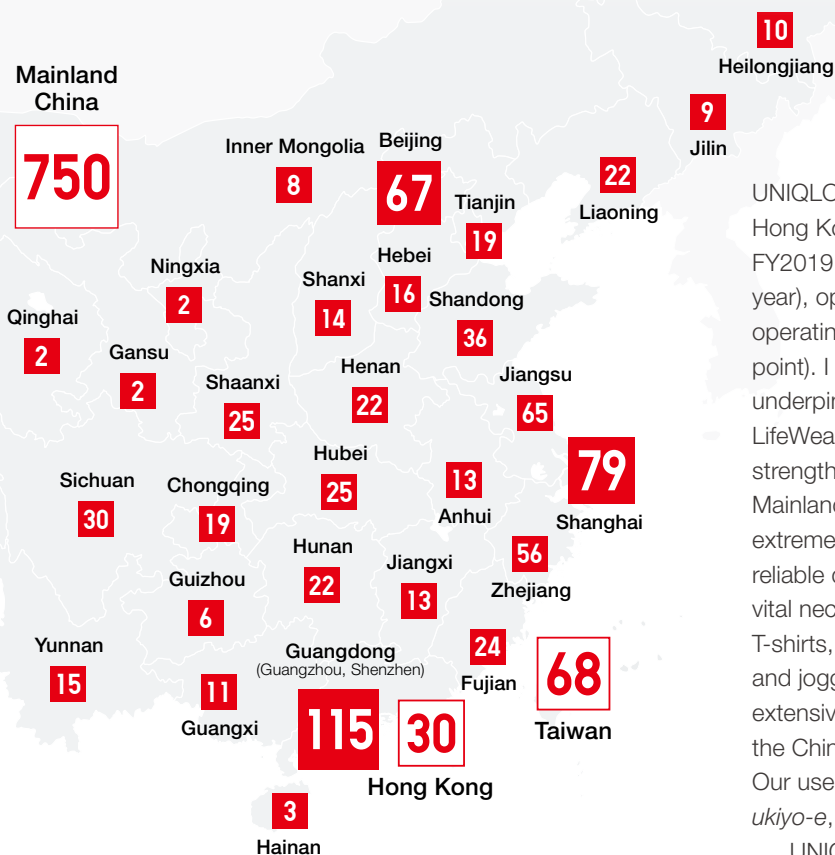 10
Heilongjiang
Mainland
China
750
9
Jilin
Inner Mongolia
8
Beijing
67
22
Liaoning
Tianjin
19
Hebei
16
Ningxia
2
Shanxi
14
Shandong
36
Qinghai
2
Gansu
2
Shaanxi
25
Henan
22
Jiangsu
65
Hubei
25
13
Anhui
79
Shanghai
Sichuan
30
Chongqing
19
Hunan
22
Jiangxi
13
56
Zhejiang
Guizhou
6
Yunnan
15
11
Guangxi
Guangdong
(Guangzhou, Shenzhen)
115
30
Hong Kong
24
Fujian
68
Taiwan
3
Hainan
UNIQLO
Hong Ko
FY2019
year), op
operatin
point). I
underpin
LifeWea
strength
Mainland
extreme
reliable c
vital nec
T-shirts,
and jogg
extensiv
the Chin
Our use
ukiyo-e,
UNIQ